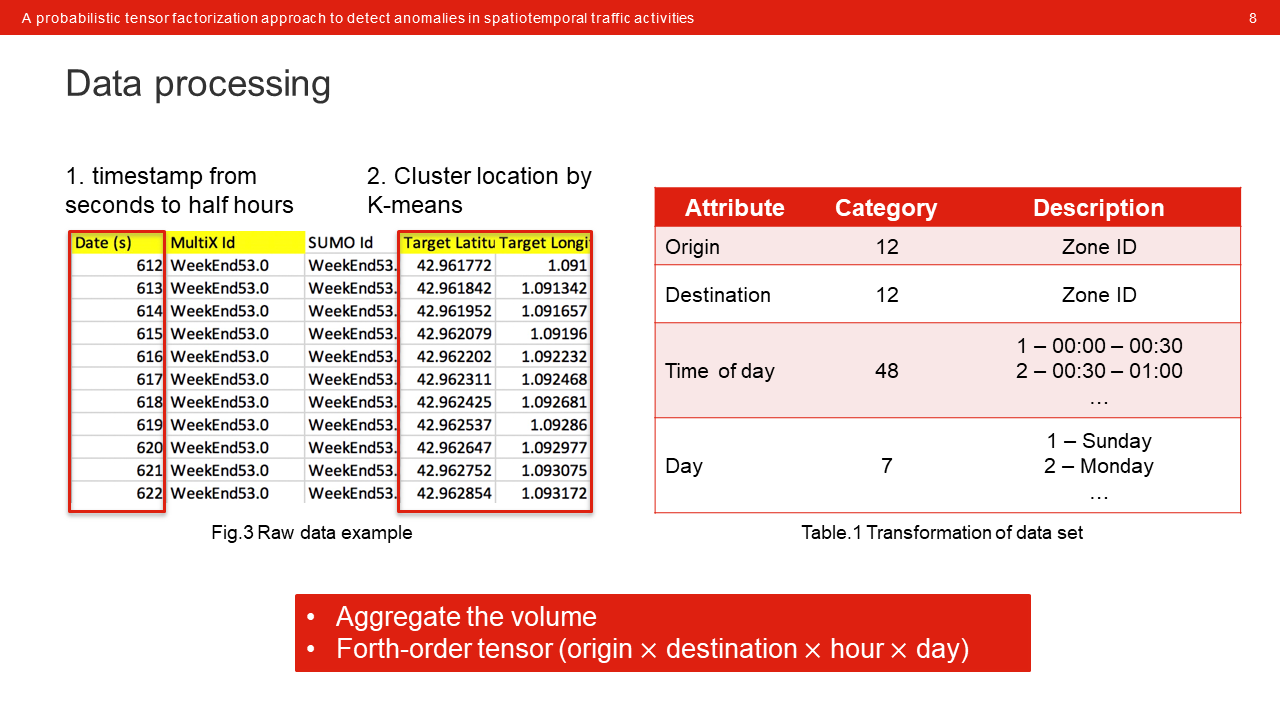 A probabilistic tensor factorization approach to detect anomalies in spatiotemporal traffic activities 8
Data processing
1. timestamp from
seconds to half hours
2. Cluster location by
K-means
Date (s) MultiX Id SUMO Id Target Latitu Target Longi
612 WeekEnd53.0 WeekEnd53. 42.961772 1.091
613 WeekEnd53.0 WeekEnd53. 42.961842 1.091342
614 WeekEnd53.0 WeekEnd53. 42.961952 1.091657
615 WeekEnd53.0 WeekEnd53. 42.962079 1.09196
616 WeekEnd53.0 WeekEnd53. 42.962202 1.092232
617 WeekEnd53.0 WeekEnd53. 42.962311 1.092468
618 WeekEnd53.0 WeekEnd53. 42.962425 1.092681
619 WeekEnd53.0 WeekEnd53. 42.962537 1.09286
620 WeekEnd53.0 WeekEnd53. 42.962647 1.092977
621 WeekEnd53.0 WeekEnd53. 42.962752 1.093075
622 WeekEnd53.0 WeekEnd53. 42.962854 1.093172
Fig.3 Raw data example
Attribute Category Description
Origin 12 Zone ID
Destination 12 Zone ID
Time of day 48
1 – 00:00 – 00:30
2 – 00:30 – 01:00
…
Day 7
1 – Sunday
2 – Monday
…
Table.1 Transformation of data set
• Aggregate the volume
• Forth-order tensor (origin × destination × hour × day)